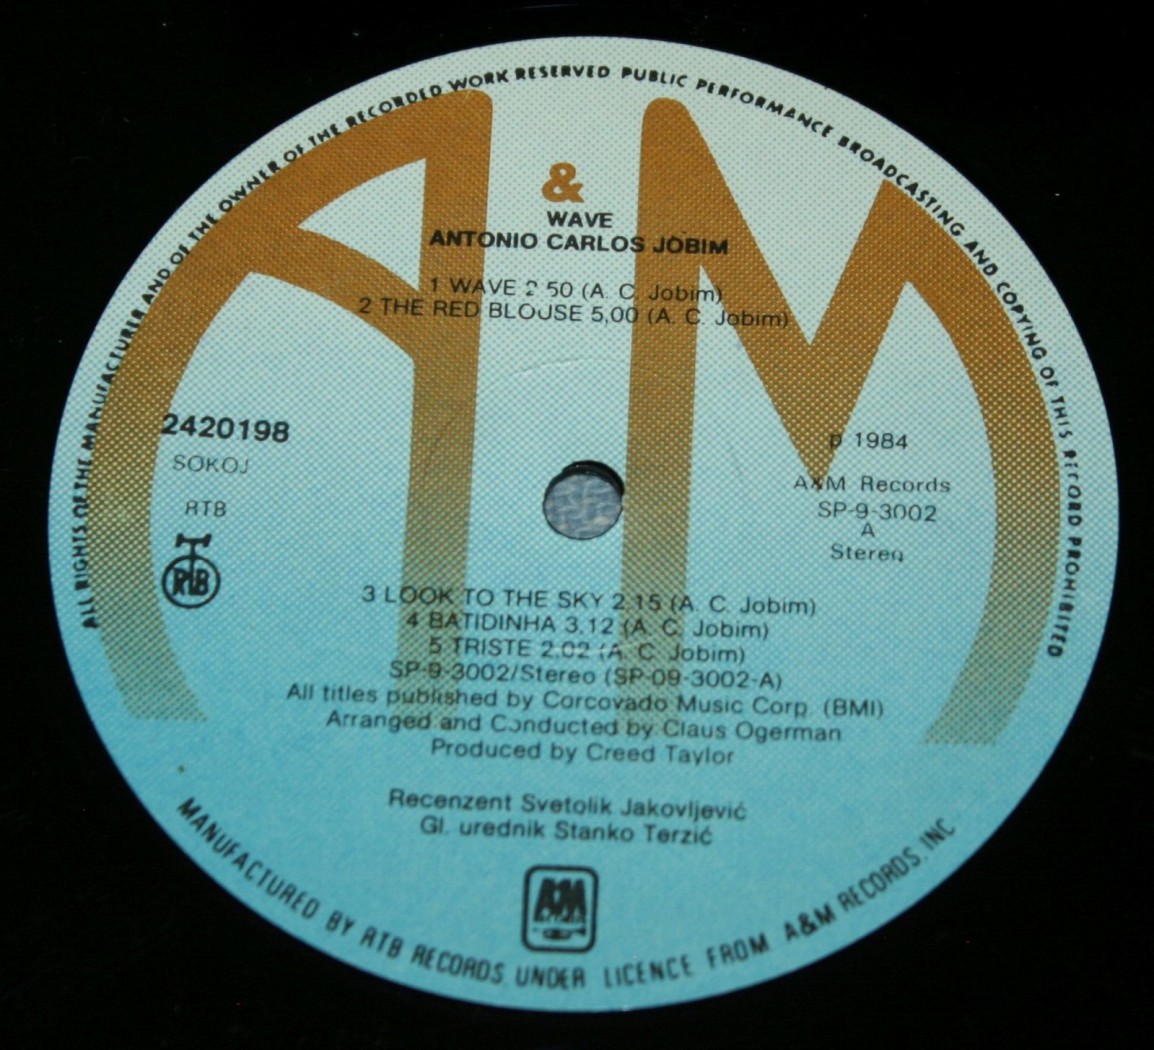 ALL RIGHTS OF THE MANUFACTURER AND OF THE OWNER OF THE RECORDED WORK RESERVED PUBLIC PERFORMANCE BROADCASTING AND COPYING OF THIS RECORD PROHIBITED
A & M
WAVE
ANTONIO CARLOS JOBIM
1 WAVE 2 50 (A. C. Jobim)
2 THE RED BLOUSE 5,00 (A. C. Jobim)
2420198
SOKOJ
RTB
RTB
p 1984
A&M Records
SP-9-3002
A
Stereo
3 LOOK TO THE SKY 2,15 (A. C. Jobim)
4 BATIDINHA 3,12 (A. C. Jobim)
5 TRISTE 2.02 (A. C. Jobim)
SP-9-3002/Stereo (SP-09-3002-A)
All titles published by Corcovado Music Corp. (BMI)
Arranged and Conducted by Claus Ogerman
Produced by Creed Taylor
Recenzent Svetolik Jakovljević
Gl. urednik Stanko Terzić
A&M
MANUFACTURED BY RTB RECORDS UNDER LICENCE FROM A&M RECORDS, INC